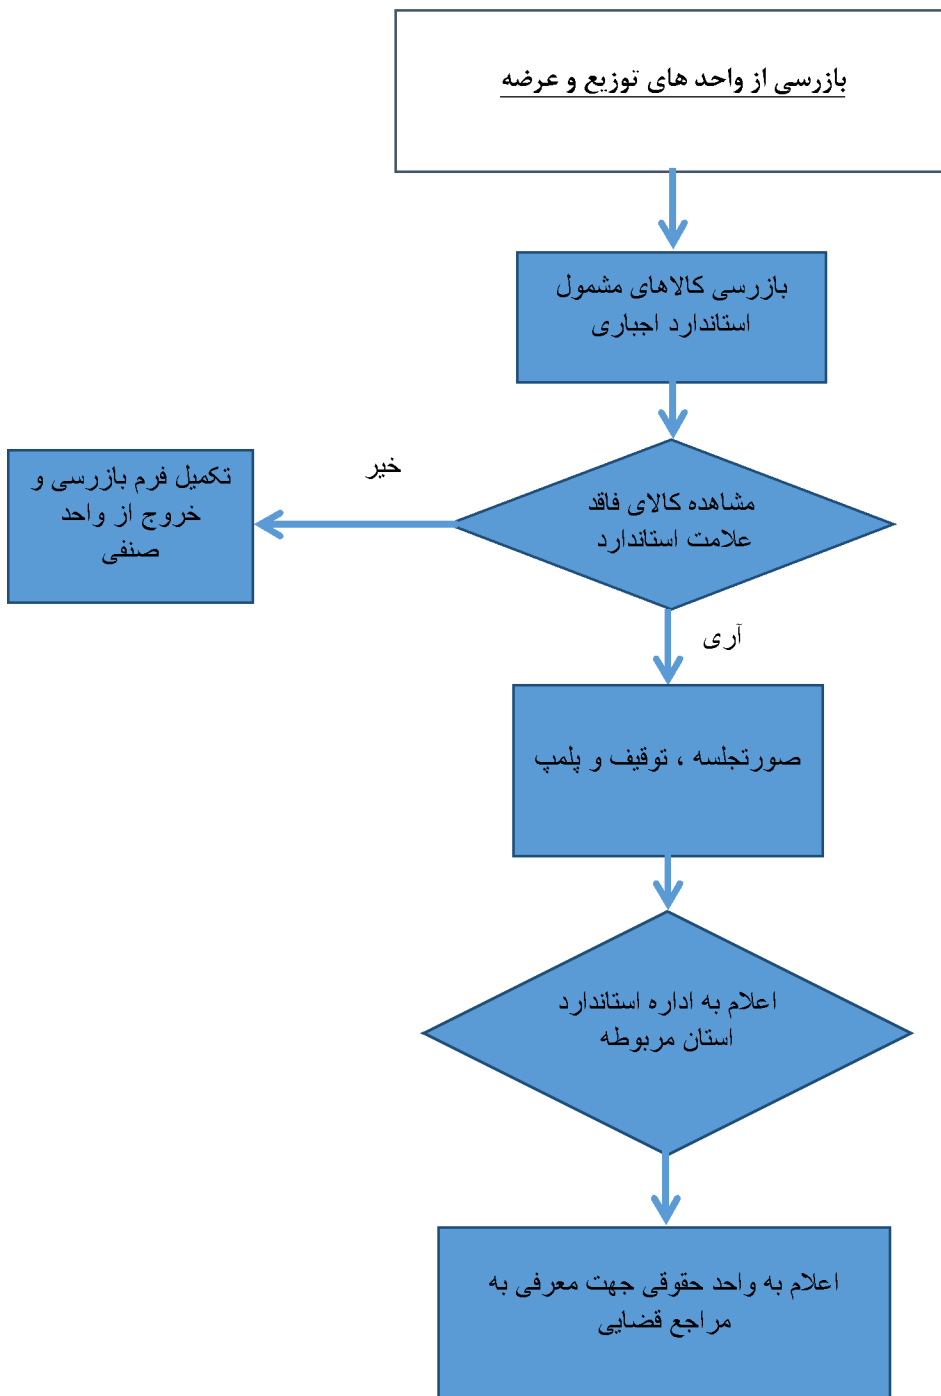 بازرسی از واحد های توزیع و عرضه
بازرسی کالاهای مشمول
استاندارد اجباری
مشاهده کالای فاقد
علامت استاندارد
خیر
تکمیل فرم بازرسی و
خروج از واحد
صنفی
آری
صورتجلسه ، توقیف و پلمپ
اعلام به اداره استاندارد
استان مربوطه
اعلام به واحد حقوقی جهت معرفی به
مراجع قضایی